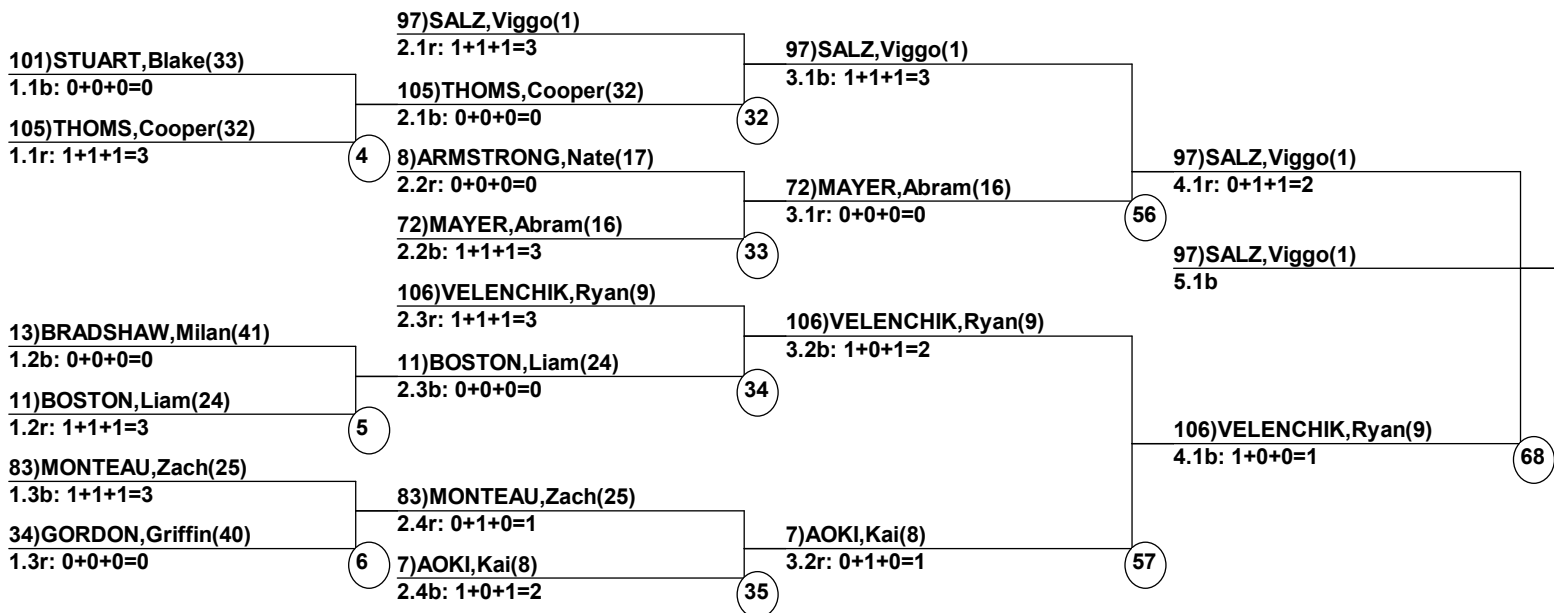 101)STUART,Blake(33)
1.1b: 0+0+0=0
105)THOMS,Cooper(32)
1.1r: 1+1+1=3
4
13)BRADSHAW,Milan(41)
1.2b: 0+0+0=0
11)BOSTON,Liam(24)
1.2r: 1+1+1=3
5
83)MONTEAU,Zach(25)
1.3b: 1+1+1=3
34)GORDON,Griffin(40)
1.3r: 0+0+0=0
6
97)SALZ,Viggo(1)
2.1r: 1+1+1=3
105)THOMS,Cooper(32)
2.1b: 0+0+0=0
32
8)ARMSTRONG,Nate(17)
2.2r: 0+0+0=0
72)MAYER,Abram(16)
2.2b: 1+1+1=3
33
106)VELENCHIK,Ryan(9)
2.3r: 1+1+1=3
11)BOSTON,Liam(24)
2.3b: 0+0+0=0
34
83)MONTEAU,Zach(25)
2.4r: 0+1+0=1
7)AOKI,Kai(8)
2.4b: 1+0+1=2
35
97)SALZ,Viggo(1)
3.1b: 1+1+1=3
72)MAYER,Abram(16)
3.1r: 0+0+0=0
56
106)VELENCHIK,Ryan(9)
3.2b: 1+0+1=2
7)AOKI,Kai(8)
3.2r: 0+1+0=1
57
97)SALZ,Viggo(1)
4.1r: 0+1+1=2
97)SALZ,Viggo(1)
5.1b
106)VELENCHIK,Ryan(9)
4.1b: 1+0+0=1
68